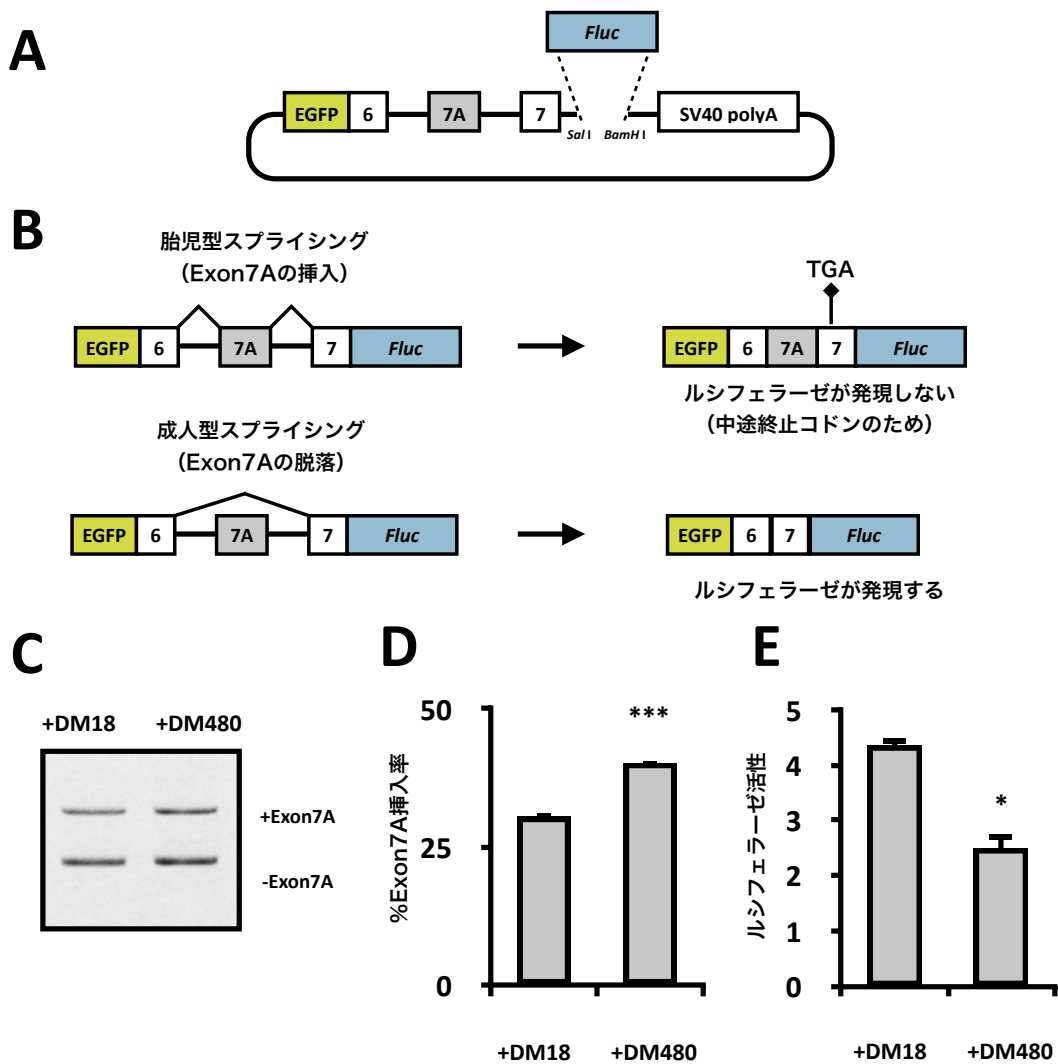 A
Fluc
EGFP 6 7A 7 SV40 polyA
Sal I BamH I
B
胎児型スプライシング
（Exon7Aの挿入）
EGFP 6 7A 7 Fluc
TGA
EGFP 6 7A 7 Fluc
ルシフェラーゼが発現しない
（中途終止コドンのため）
成人型スプライシング
（Exon7Aの脱落）
EGFP 6 7A 7 Fluc
EGFP 6 7 Fluc
ルシフェラーゼが発現する
C
+DM18 +DM480
+Exon7A
-Exon7A
D
%Exon7A挿入率
50
25
0
***
+DM18 +DM480
E
ルシフェラーゼ活性
5
4
3
2
1
0
*
+DM18 +DM480